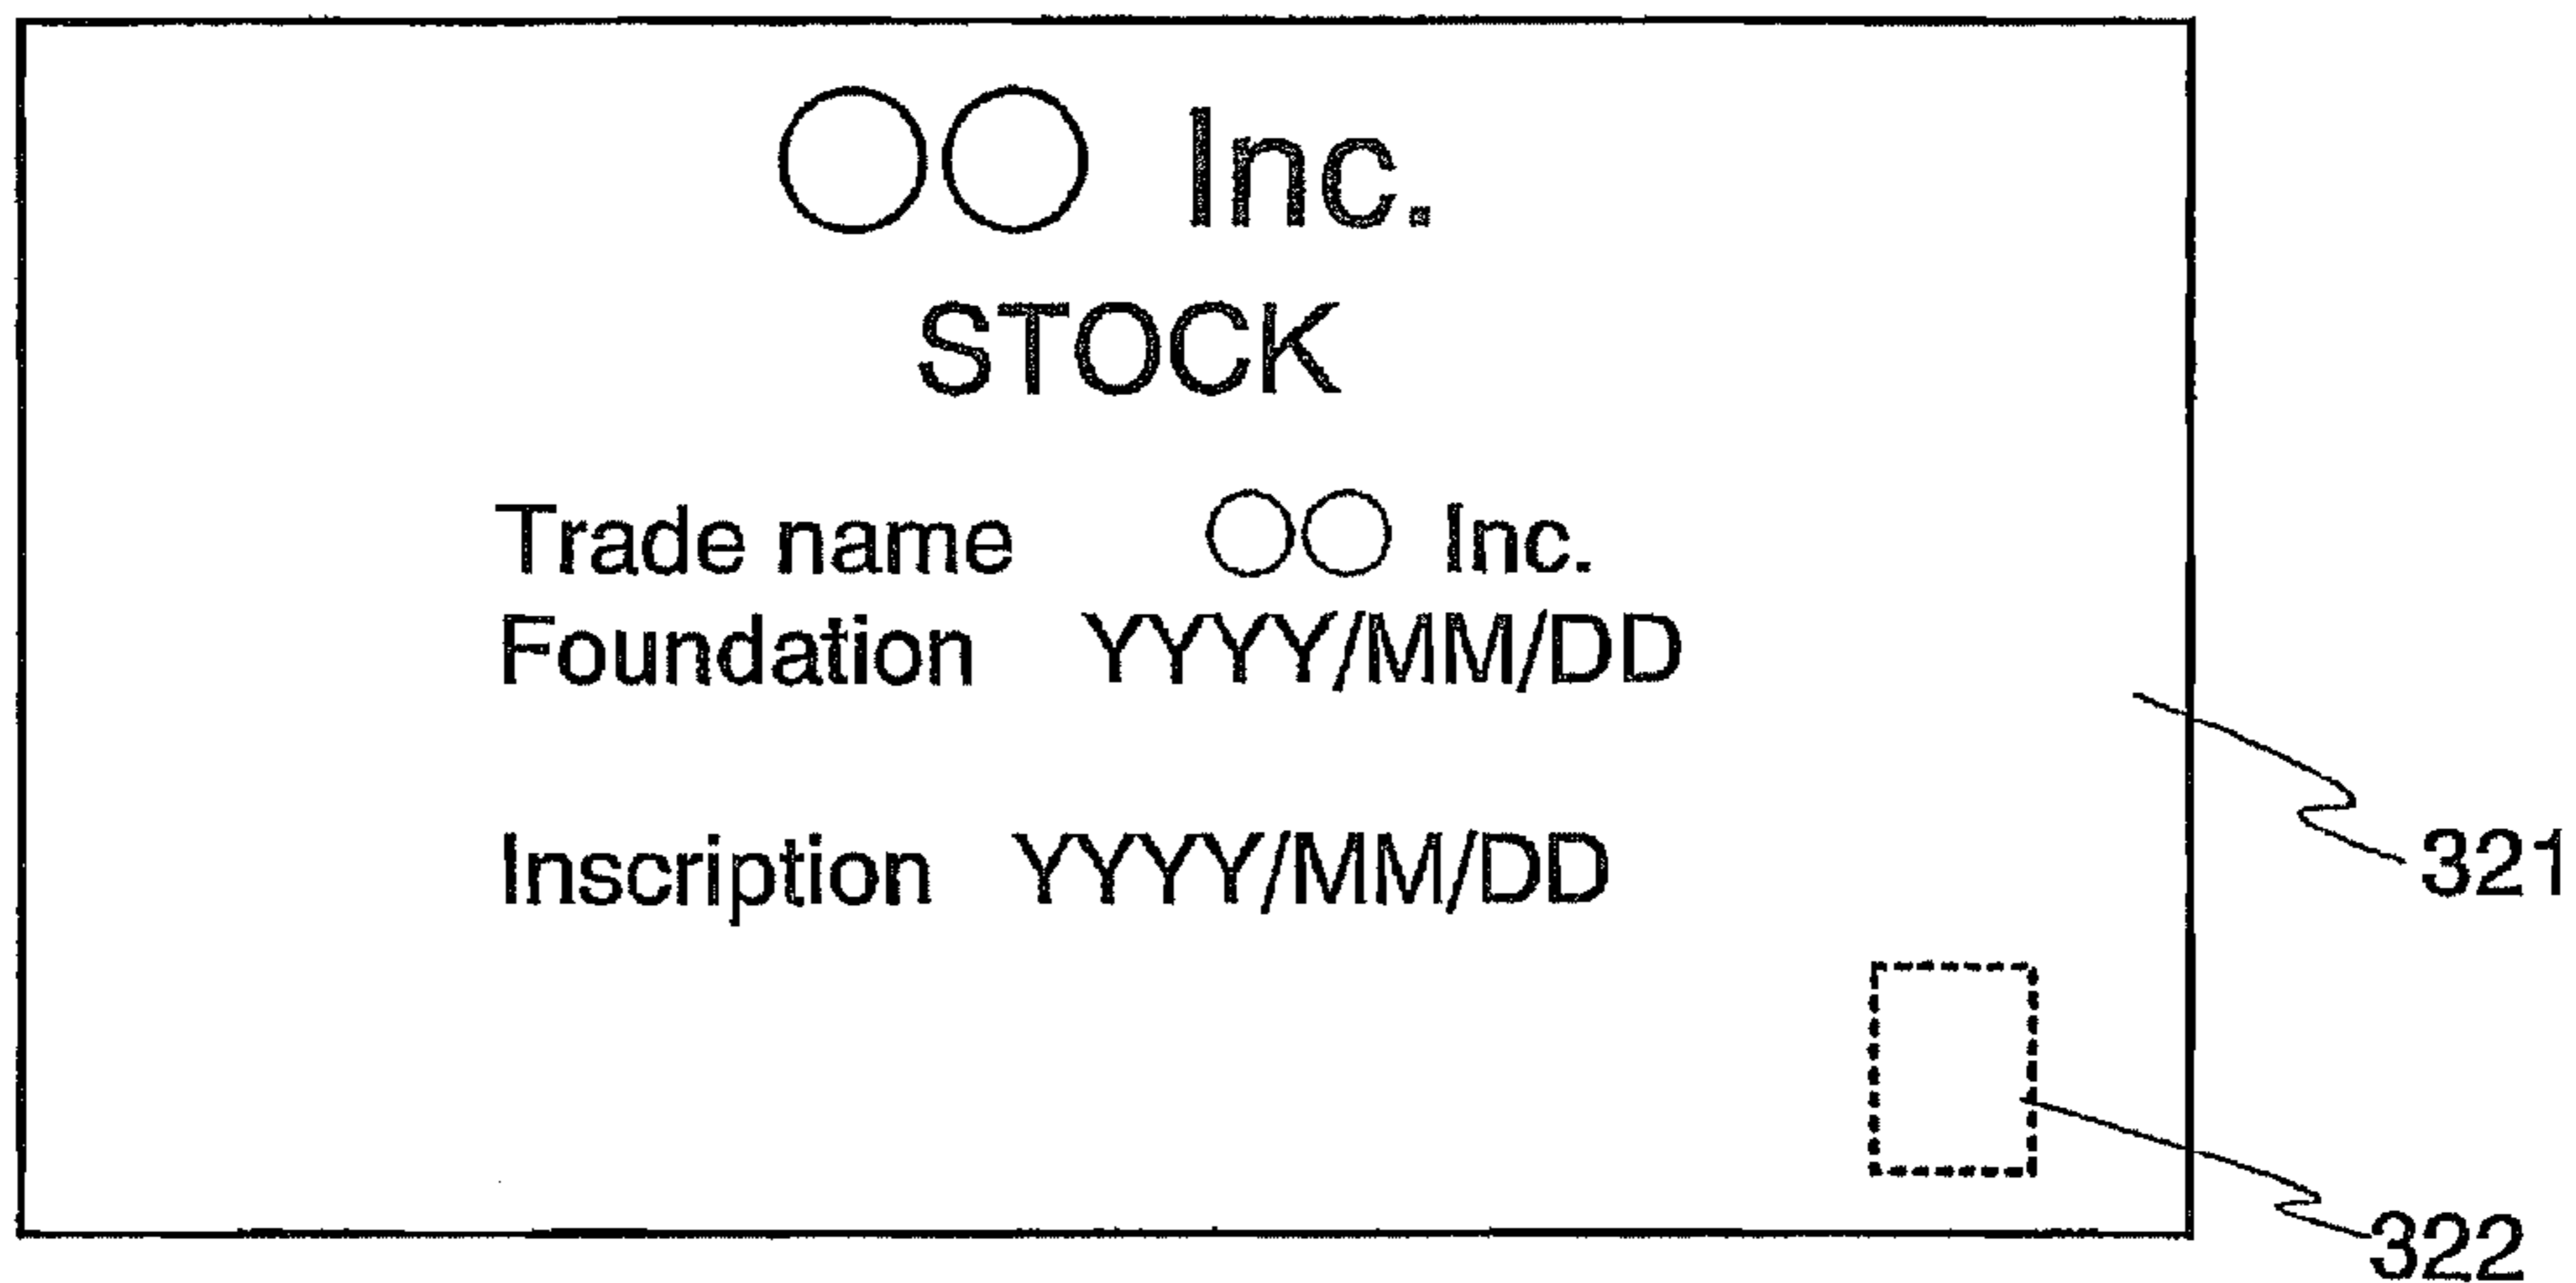 ○○ Inc.
STOCK
Trade name ○○ Inc.
Foundation YYYY/MM/DD
Inscription YYYY/MM/DD
321
322